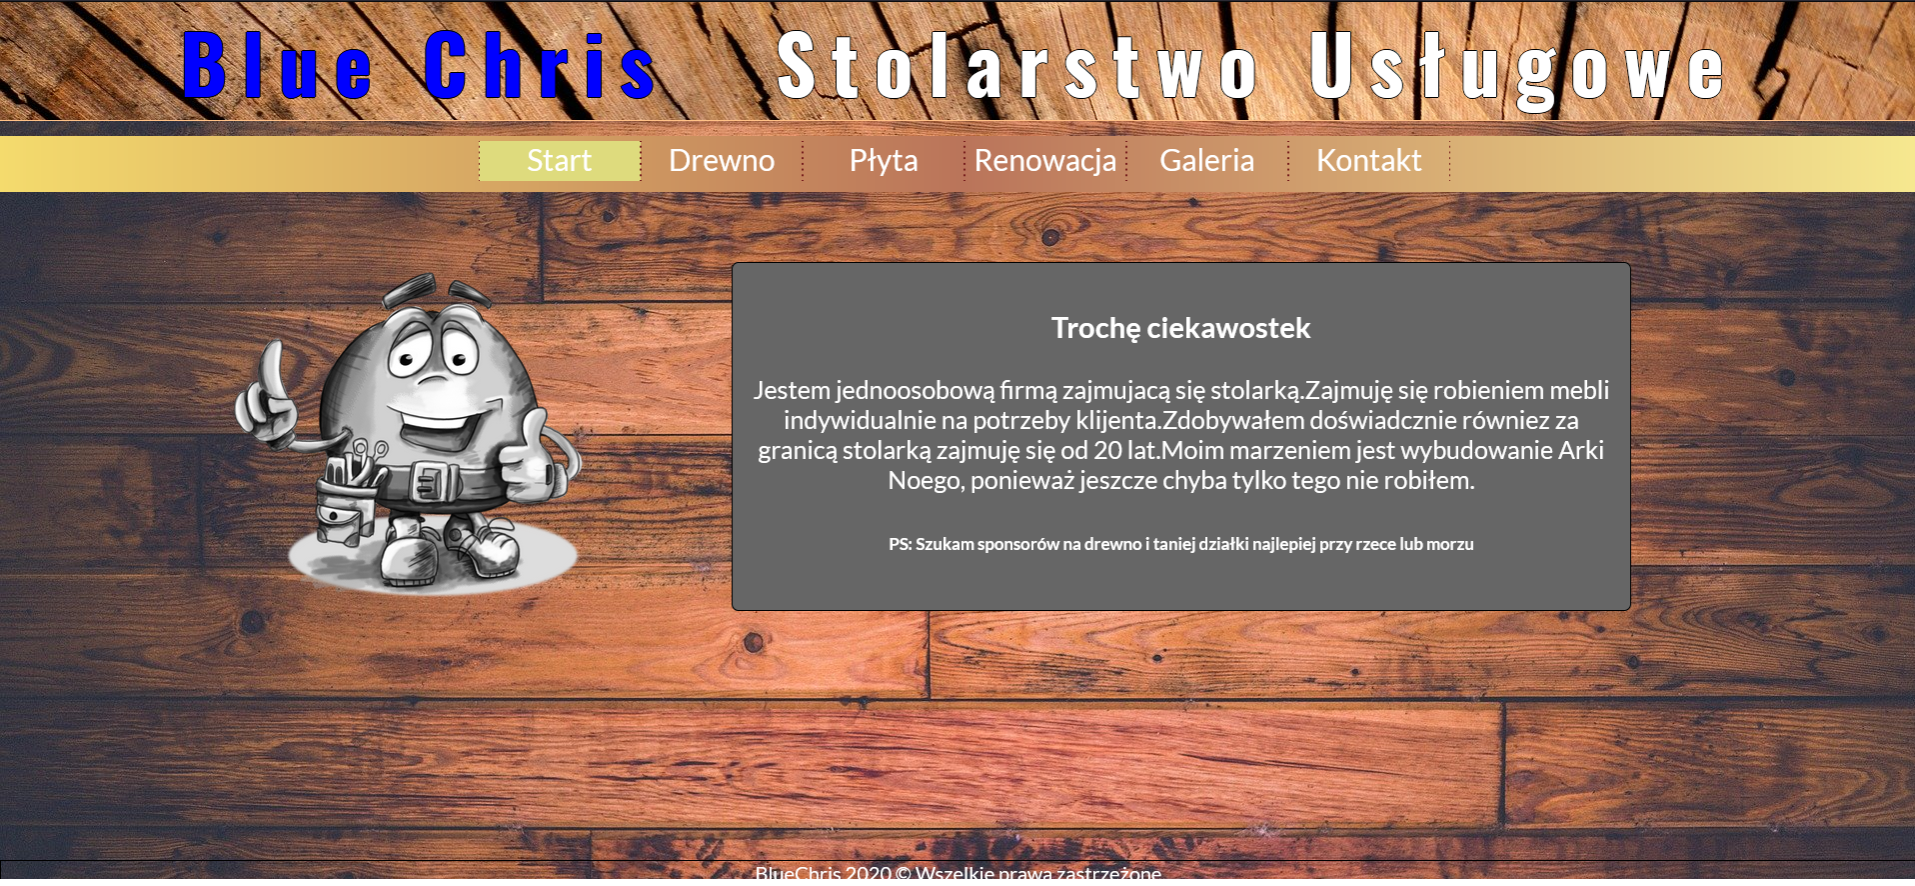 Blue Chris Stolarstwo Usługowe
Start Drewno Płyta Renowacja Galeria Kontakt
Trochę ciekawostek
Jestem jednoosobową firmą zajmujacą się stolarką.Zajmuję się robieniem mebli
indywidualnie na potrzeby klijenta.Zdobywałem doświadcznie równiez za
granicą stolarką zajmuję się od 20 lat.Moim marzeniem jest wybudowanie Arki
Noego, ponieważ jeszcze chyba tylko tego nie robiłem.
PS: Szukam sponsorów na drewno i taniej działki najlepiej przy rzece lub morzu
BlueChris 2020 © Wszelkie prawa zastrzeżone